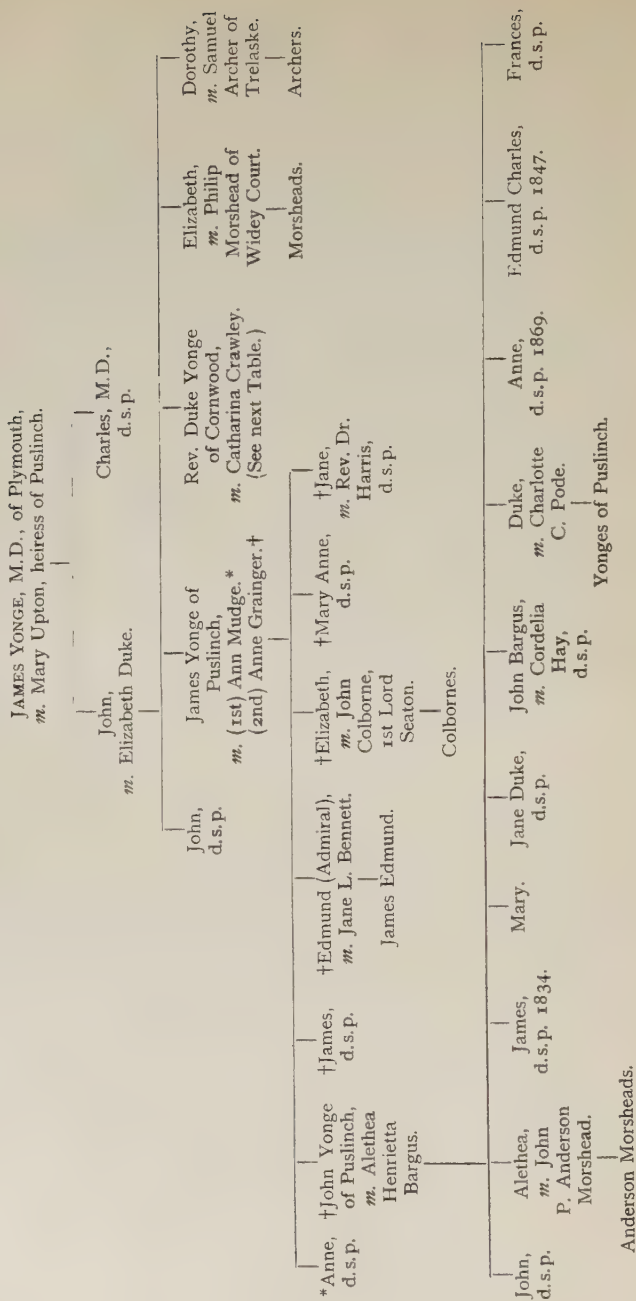 JAMES YONGE, M.D., of Plymouth,
m. Mary Upton, heiress of Puslinch.
John,
m. Elizabeth Duke.
Charles, M.D.,
d.s.p.
John,
d.s.p.
James Yonge of
Puslinch,
m. (1st) Ann Mudge.*
(2nd) Anne Grainger.†
Rev. Duke Yonge
of Cornwood,
m. Catharina Crawley.
(See next Table.)
Elizabeth,
m. Philip
Morshead of
Widey Court.
Morsheads.
Dorothy,
m. Samuel
Archer of
Trelaske.
Archers.
*Anne,
d.s.p.
†John Yonge
of Puslinch,
m. Alethea
Henrietta
Bargus.
†James,
d.s.p.
†Edmund (Admiral),
m. Jane L. Bennett.
James Edmund.
†Elizabeth,
m. John
Colborne,
1st Lord
Seaton.
Colbornes.
†Mary Anne,
d.s.p.
†Jane,
m. Rev. Dr.
Harris,
d.s.p.
John,
d.s.p.
Alethea,
m. John
P. Anderson
Morshead.
Anderson Morsheads.
James,
d.s.p. 1834.
Mary.
Jane Duke,
d.s.p.
John Bargus,
m. Cordelia
Hay,
d.s.p.
Duke,
m. Charlotte
C. Pode.
Yonges of Puslinch.
Anne,
d.s.p. 1869.
Edmund Charles,
d.s.p. 1847.
Frances,
d.s.p.